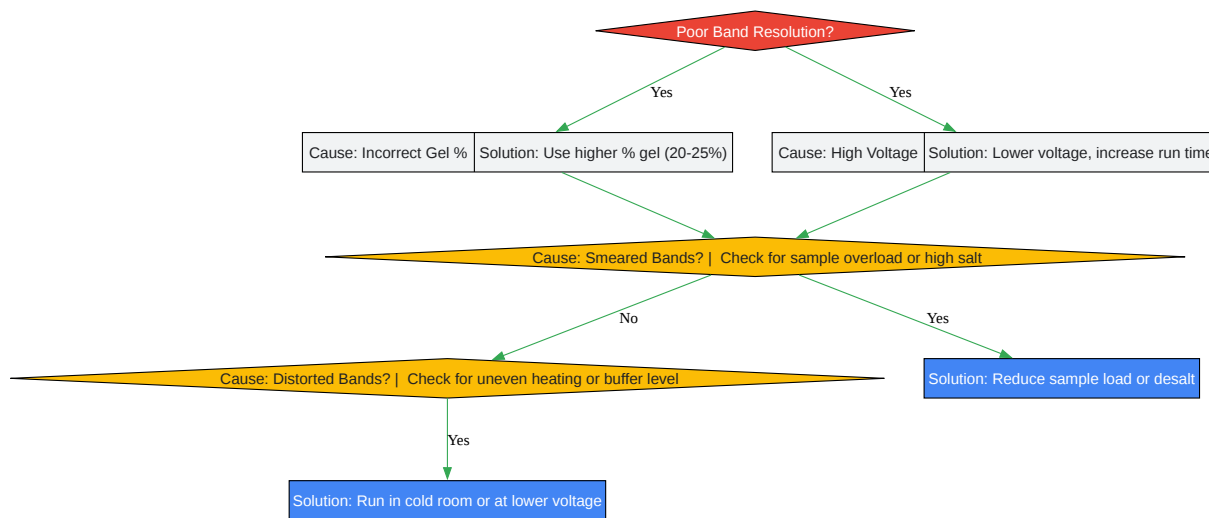 Poor Band Resolution?
Yes
Yes
Cause: Incorrect Gel %
Solution: Use higher % gel (20-25%)
Cause: High Voltage
Solution: Lower voltage, increase run time
Cause: Smeared Bands? | Check for sample overload or high salt
No
Yes
Cause: Distorted Bands? | Check for uneven heating or buffer level
Solution: Reduce sample load or desalt
Yes
Solution: Run in cold room or at lower voltage